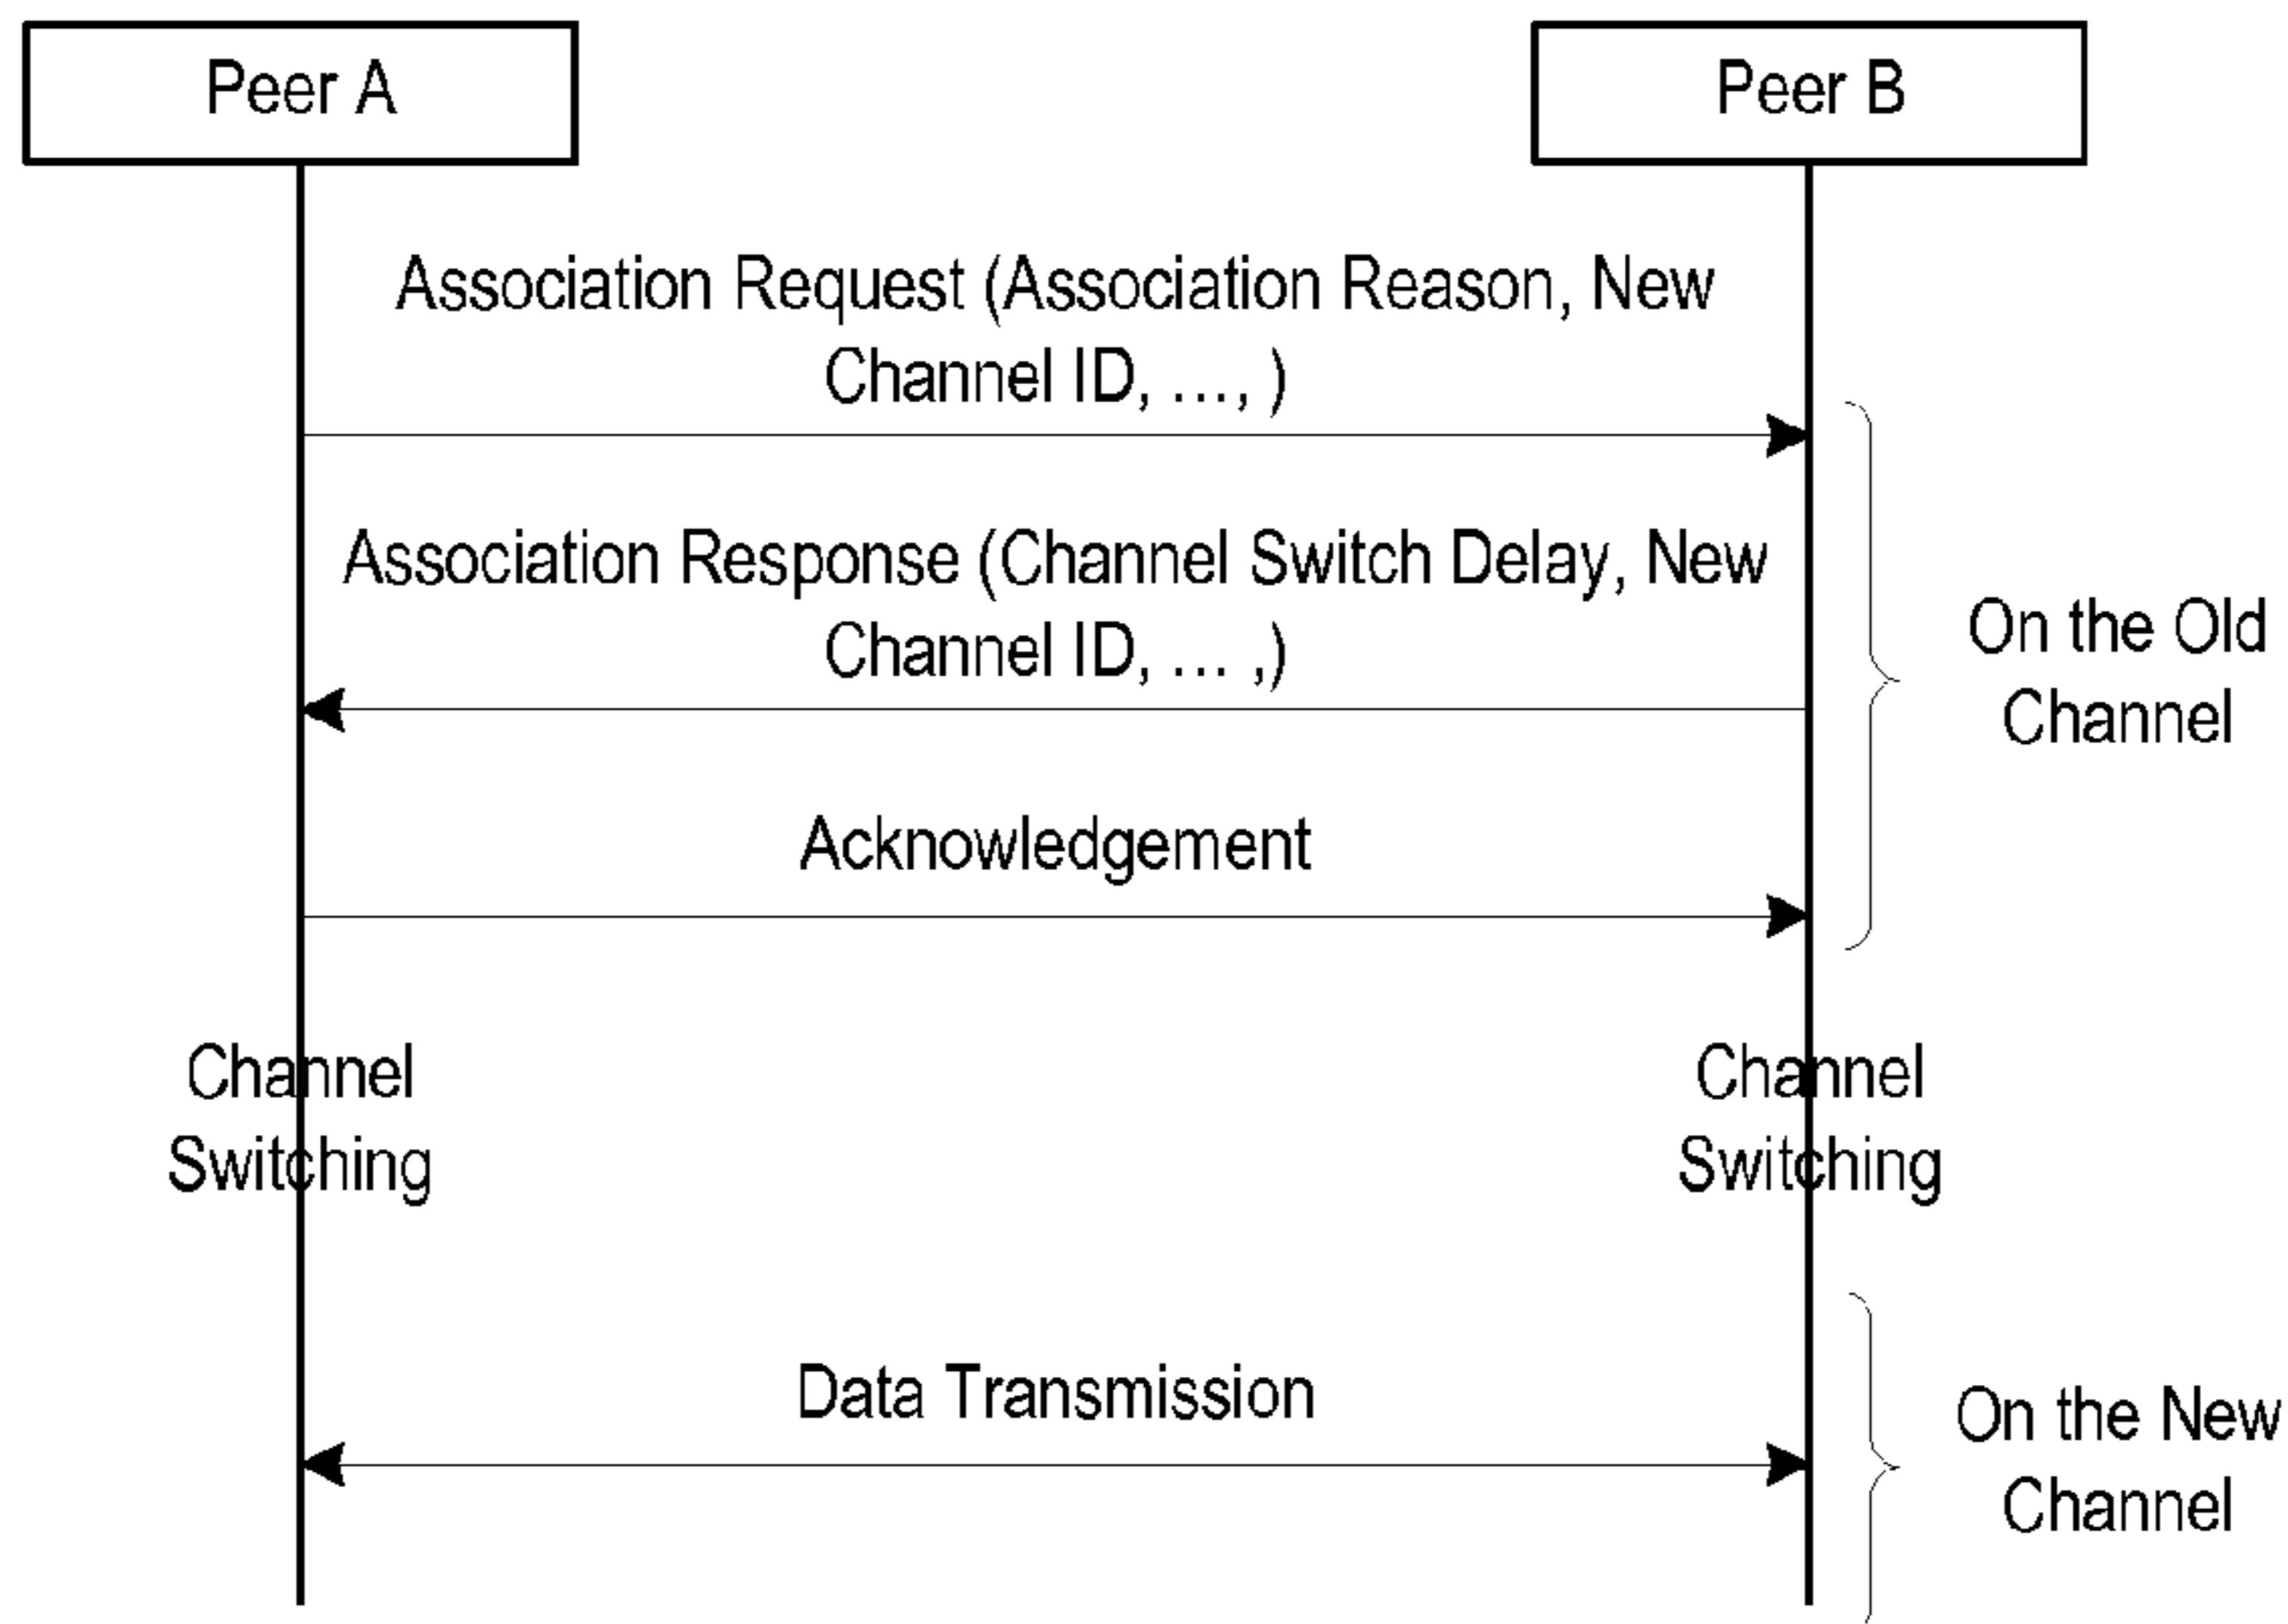 Peer A
Peer B
Association Request (Association Reason, New
Channel ID, ..., )
Association Response (Channel Switch Delay, New
Channel ID, ... ,)
On the Old
Channel
Acknowledgement
Channel
Switching
Channel
Switching
Data Transmission
On the New
Channel